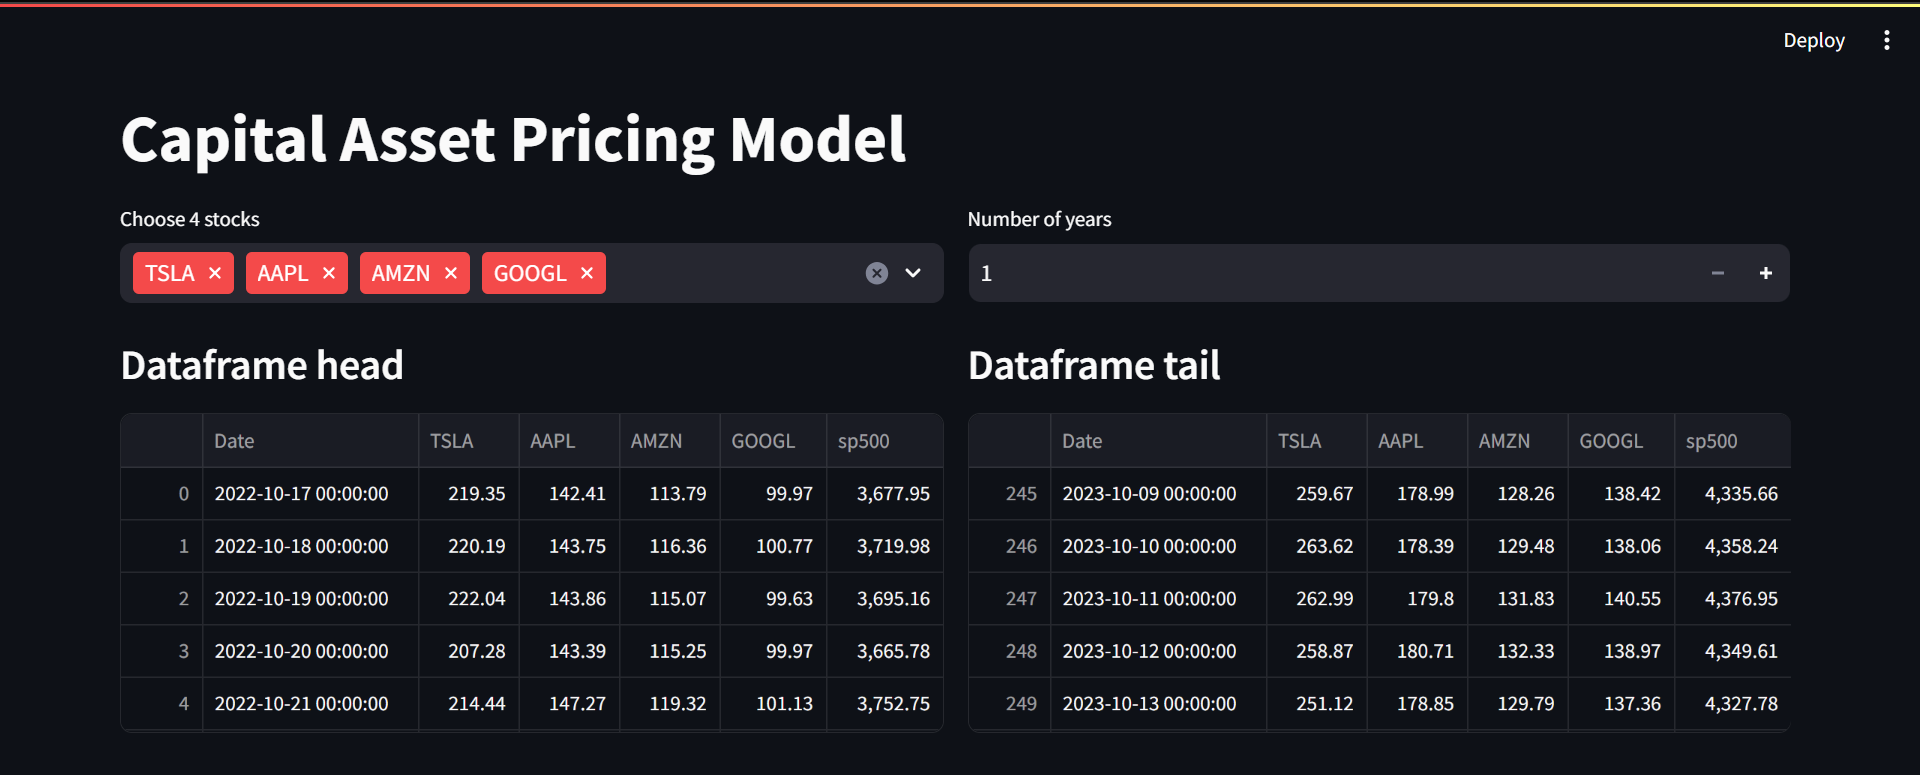 Deploy
Capital Asset Pricing Model
Choose 4 stocks
TSLA AAPL AMZN GOOGL
Number of years
1
Dataframe head
Date TSLA AAPL AMZN GOOGL sp500
0 2022-10-17 00:00:00 219.35 142.41 113.79 99.97 3,677.95
1 2022-10-18 00:00:00 220.19 143.75 116.36 100.77 3,719.98
2 2022-10-19 00:00:00 222.04 143.86 115.07 99.63 3,695.16
3 2022-10-20 00:00:00 207.28 143.39 115.25 99.97 3,665.78
4 2022-10-21 00:00:00 214.44 147.27 119.32 101.13 3,752.75
Dataframe tail
Date TSLA AAPL AMZN GOOGL sp500
245 2023-10-09 00:00:00 259.67 178.99 128.26 138.42 4,335.66
246 2023-10-10 00:00:00 263.62 178.39 129.48 138.06 4,358.24
247 2023-10-11 00:00:00 262.99 179.8 131.83 140.55 4,376.95
248 2023-10-12 00:00:00 258.87 180.71 132.33 138.97 4,349.61
249 2023-10-13 00:00:00 251.12 178.85 129.79 137.36 4,327.78